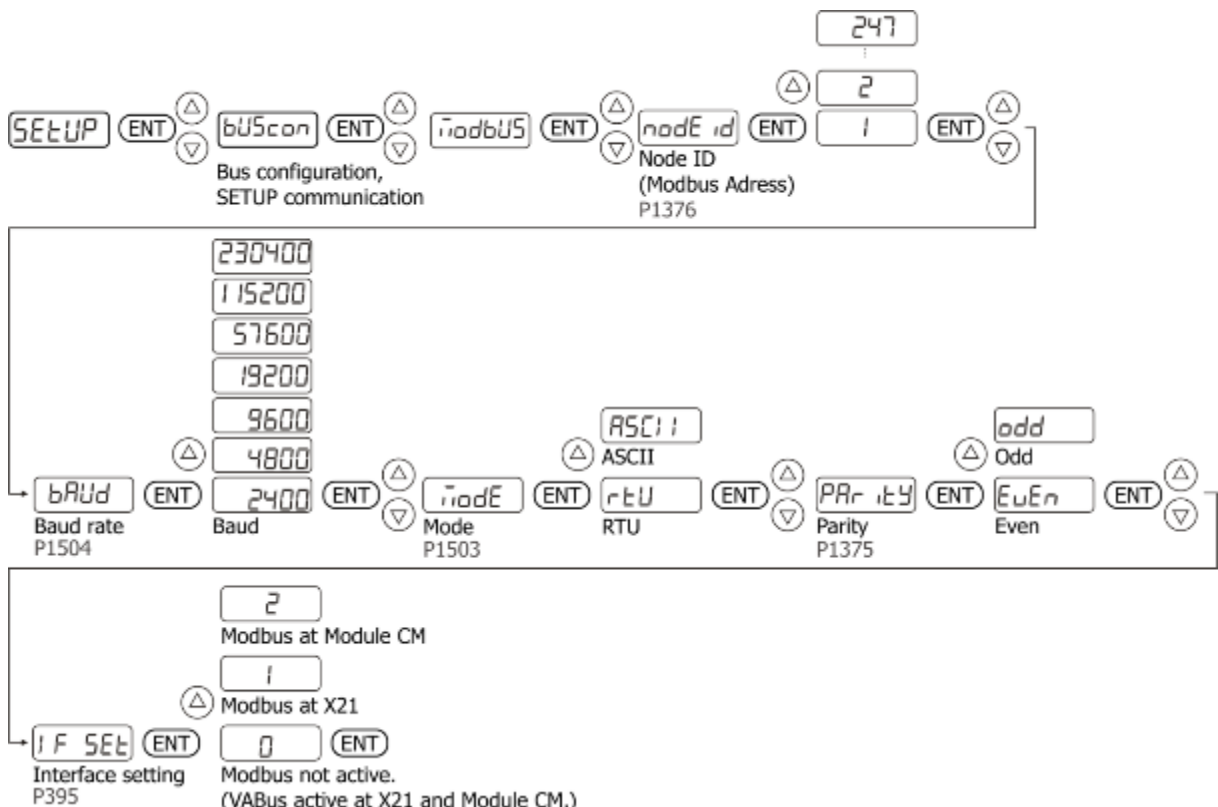 247
2
SEtUP ENT bUScon ENT modbUS ENT nodE id ENT 1 ENT
Bus configuration,
SETUP communication
Node ID
(Modbus Adress)
P1376
230400
115200
57600
19200
9600
4800
bAUd ENT 2400 ENT modE ENT rtU ENT PAritY ENT EvEn ENT
Baud rate
P1504
Baud
Mode
P1503
ASCII
ASCII
RTU
Parity
P1375
odd
Odd
Even
2
Modbus at Module CM
1
Modbus at X21
IF SEt ENT 0 ENT
Interface setting
P395
Modbus not active.
(VABus active at X21 and Module CM.)